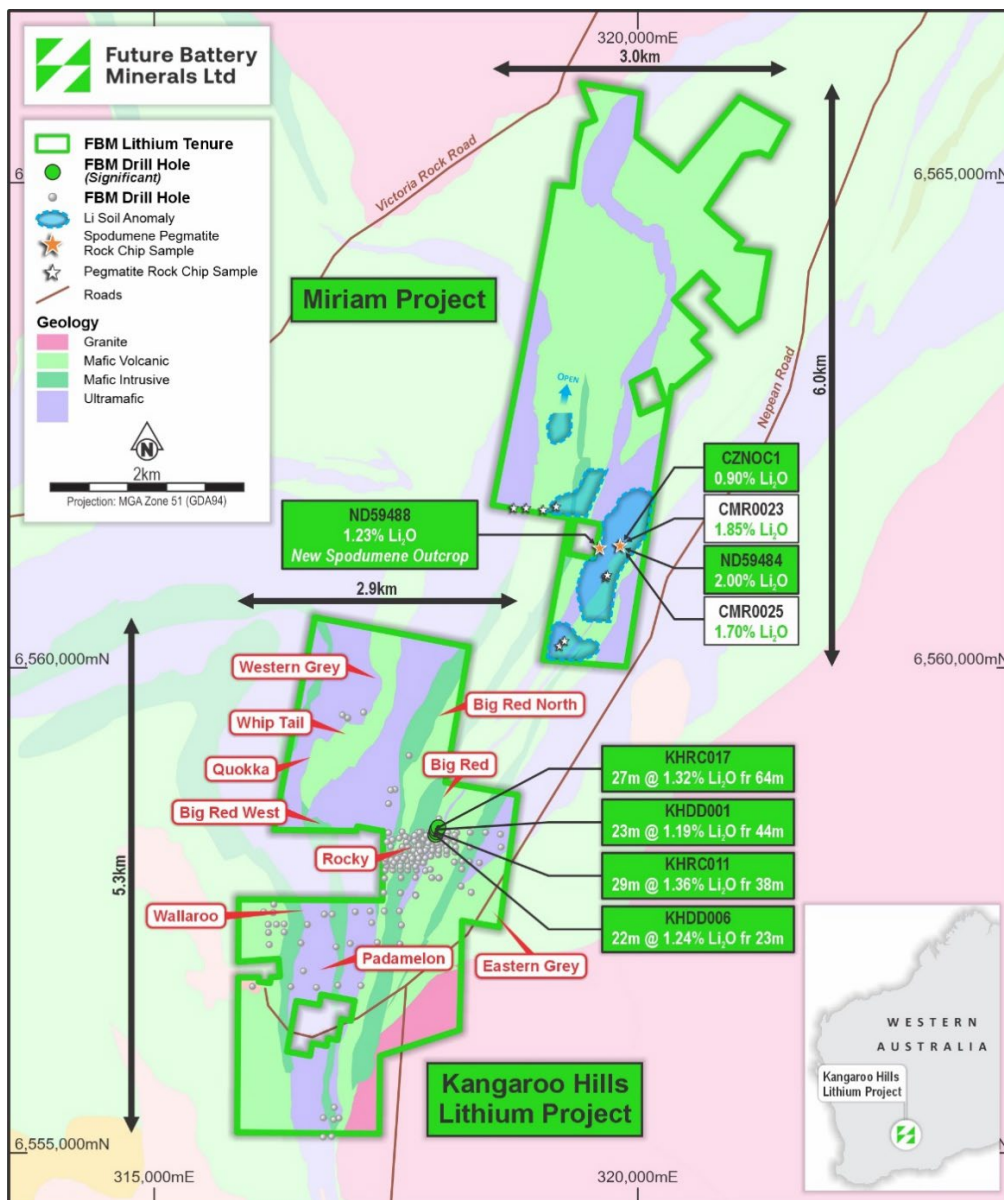 Future Battery
Minerals Ltd
FBM Lithium Tenure
FBM Drill Hole
(Significant)
FBM Drill Hole
Li Soil Anomaly
Spodumene Pegmatite
Rock Chip Sample
Pegmatite Rock Chip Sample
Roads
Geology
Granite
Mafic Volcanic
Mafic Intrusive
Ultramafic
N
2km
Projection: MGA Zone 51 (GDA94)
320,000mE
3.0km
6
6,565,000mN
Victoria Rock Road
Miriam Project
OPEN
Nepean Road
6.0km
CZNOC1
0.90% Li₂O
CMR0023
1.85% Li₂O
ND59484
2.00% Li₂O
CMR0025
1.70% Li₂O
ND59488
1.23% Li₂O
New Spodumene Outcrop
2.9km
6,560,000mN
6,560,000mN
Western Grey
Whip Tail
Quokka
Big Red West
Big Red North
Big Red
Rocky
Wallaroo
Padamelon
Eastern Grey
5.3km
KHRC017
27m @ 1.32% Li₂O fr 64m
KHDD001
23m @ 1.19% Li₂O fr 44m
KHRC011
29m @ 1.36% Li₂O fr 38m
KHDD006
22m @ 1.24% Li₂O fr 23m
Kangaroo Hills
Lithium Project
WESTERN
AUSTRALIA
Kangaroo Hills
Lithium Project
6,555,000mN
315,000mE
320,000mE